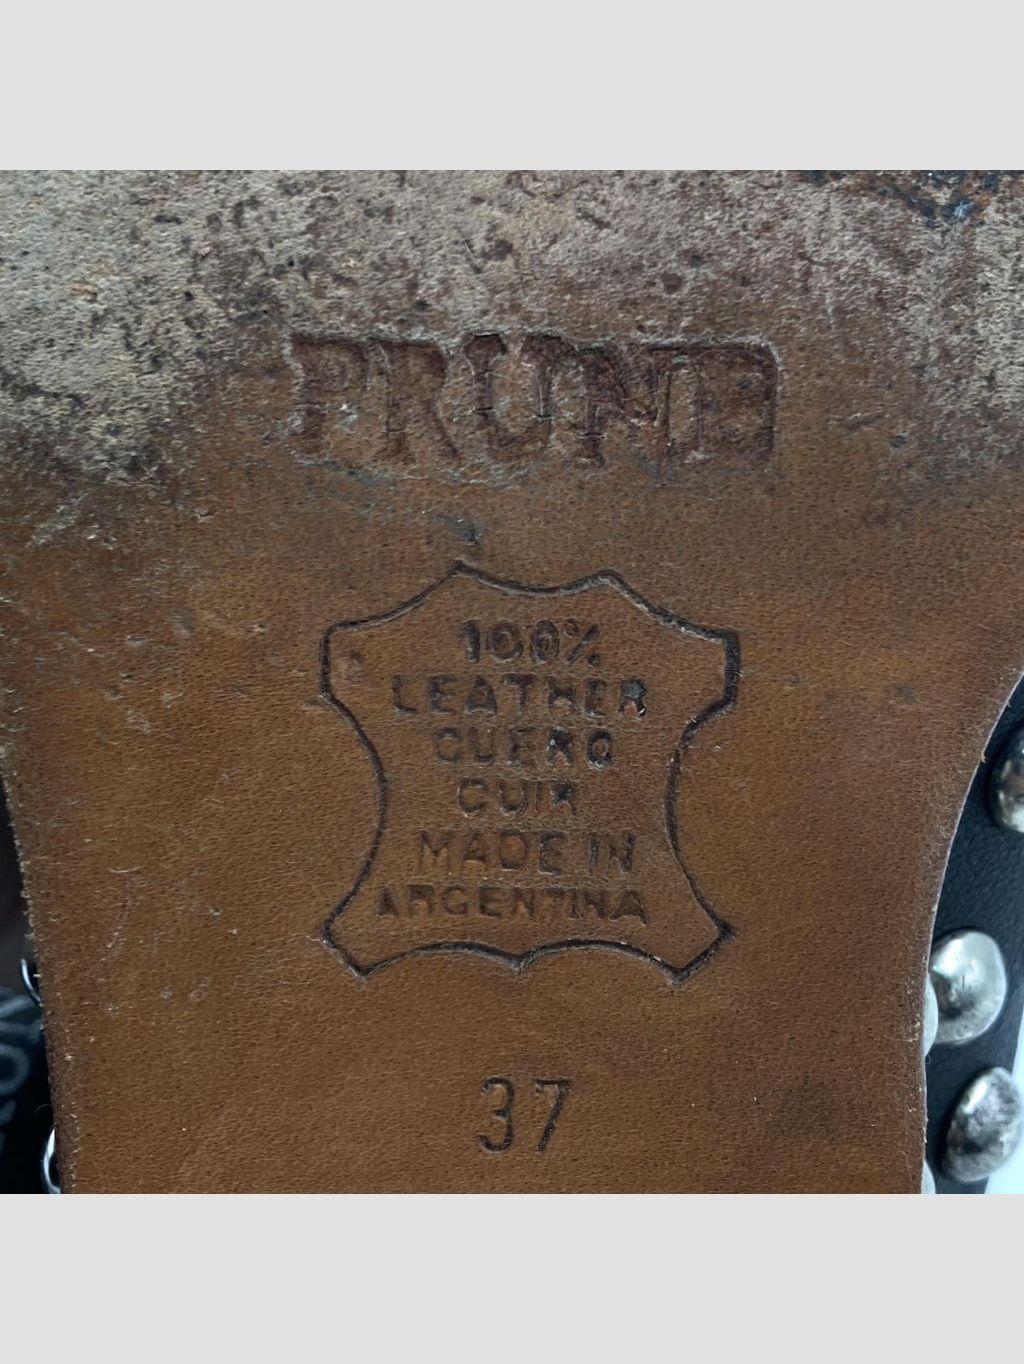 PRUNE
100%
LEATHER
CUERO
CUIR
MADE IN
ARGENTINA
37